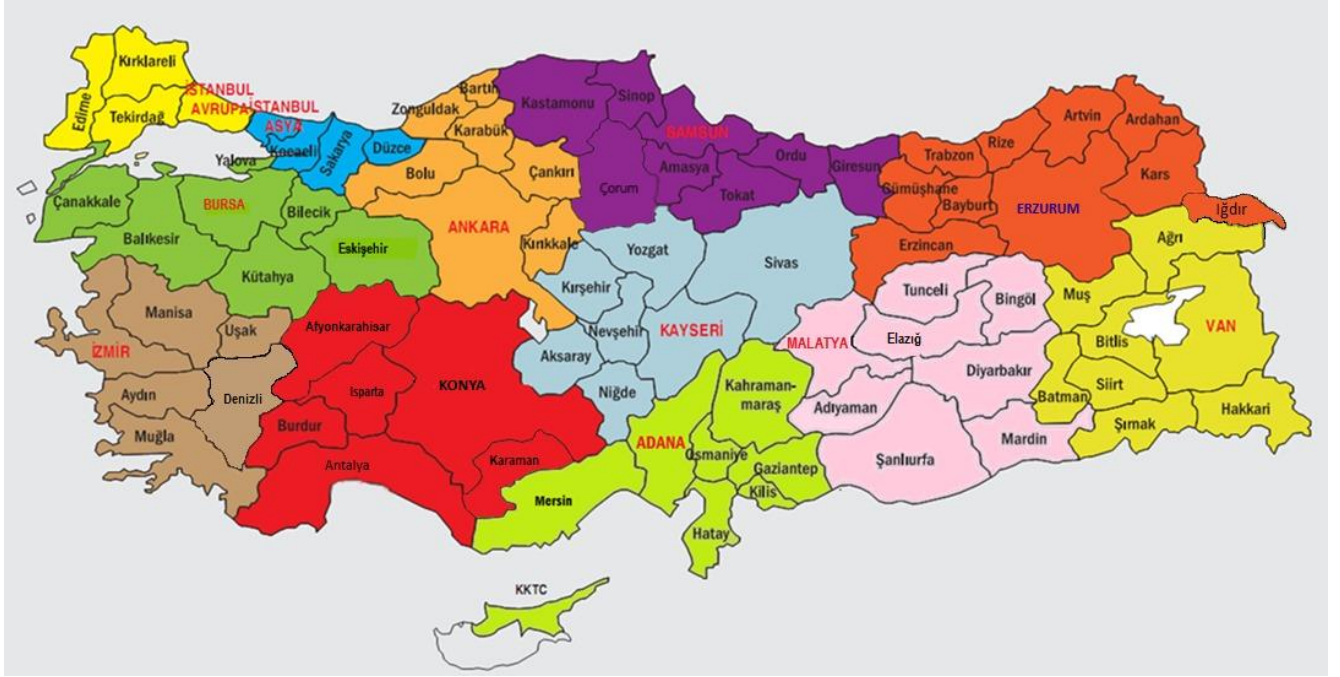 Kırklareli
Edirne
Tekirdağ
İSTANBUL
AVRUPA
İSTANBUL
ASYA
Kocaeli
Sakarya
Düzce
Yalova
Zonguldak
Bartın
Karabük
Bolu
Çankırı
ANKARA
Kırıkkale
Kastamonu
Sinop
SAMSUN
Amasya
Ordu
Giresun
Çorum
Tokat
Trabzon
Rize
Artvin
Ardahan
Gümüşhane
Bayburt
ERZURUM
Kars
Iğdır
Erzincan
Çanakkale
BURSA
Bilecik
Balıkesir
Eskişehir
Kütahya
Yozgat
Sivas
Kırşehir
Nevşehir
KAYSERİ
Aksaray
Niğde
Ağrı
Muş
VAN
Bitlis
Siirt
Batman
Şırnak
Hakkari
Tunceli
Bingöl
MALATYA
Elazığ
Diyarbakır
Adıyaman
Mardin
Şanlıurfa
Manisa
Uşak
İZMİR
Aydın
Denizli
Muğla
Afyonkarahisar
Isparta
KONYA
Burdur
Antalya
Karaman
Kahraman-
maraş
ADANA
Osmaniye
Gaziantep
Kilis
Mersin
Hatay
KKTC